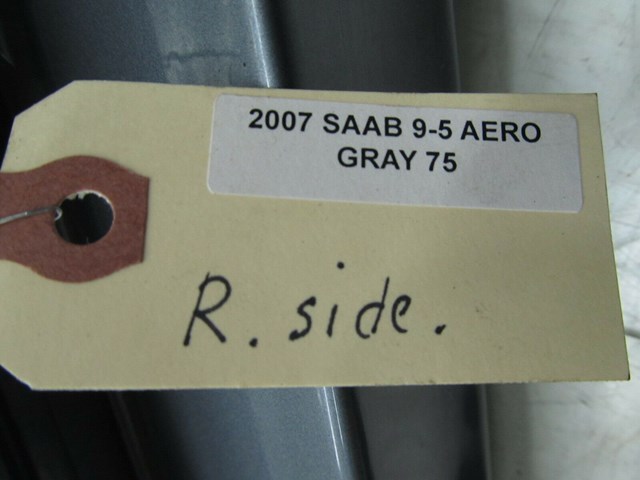 2007 SAAB 9-5 AERO
GRAY 75
R. side.